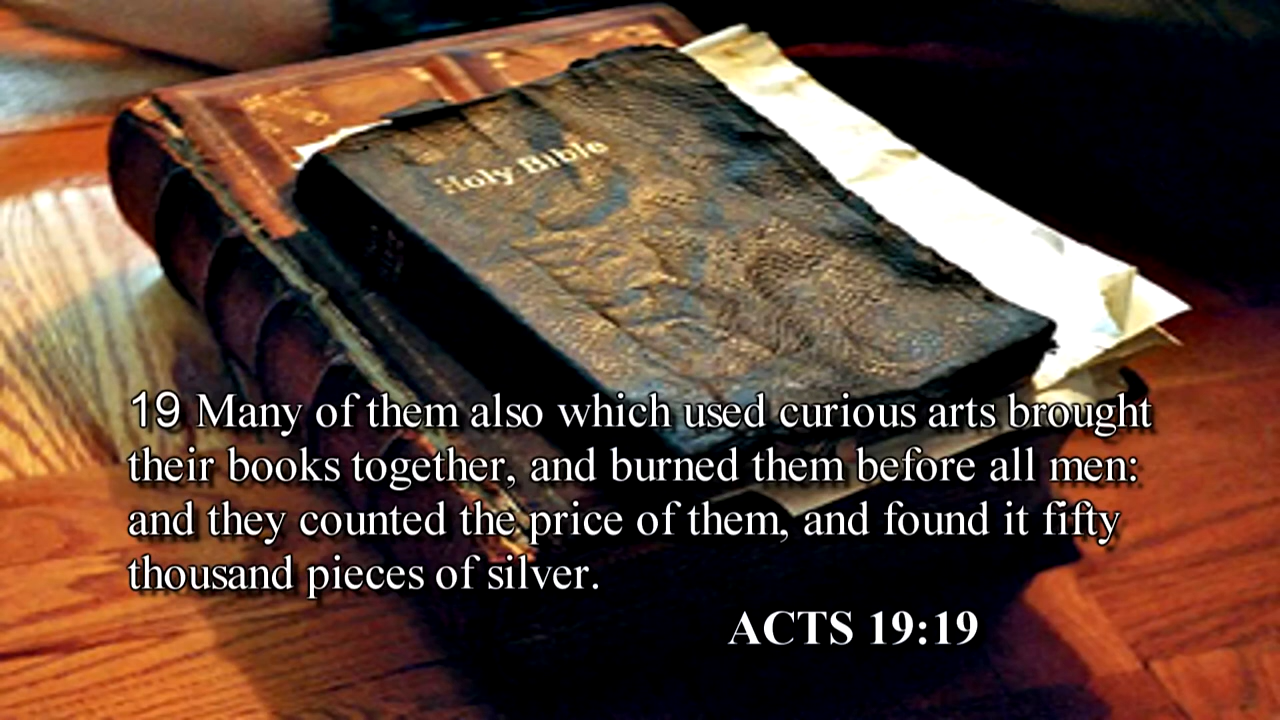 Holy Bible
19 Many of them also which used curious arts brought
their books together, and burned them before all men:
and they counted the price of them, and found it fifty
thousand pieces of silver.
ACTS 19:19